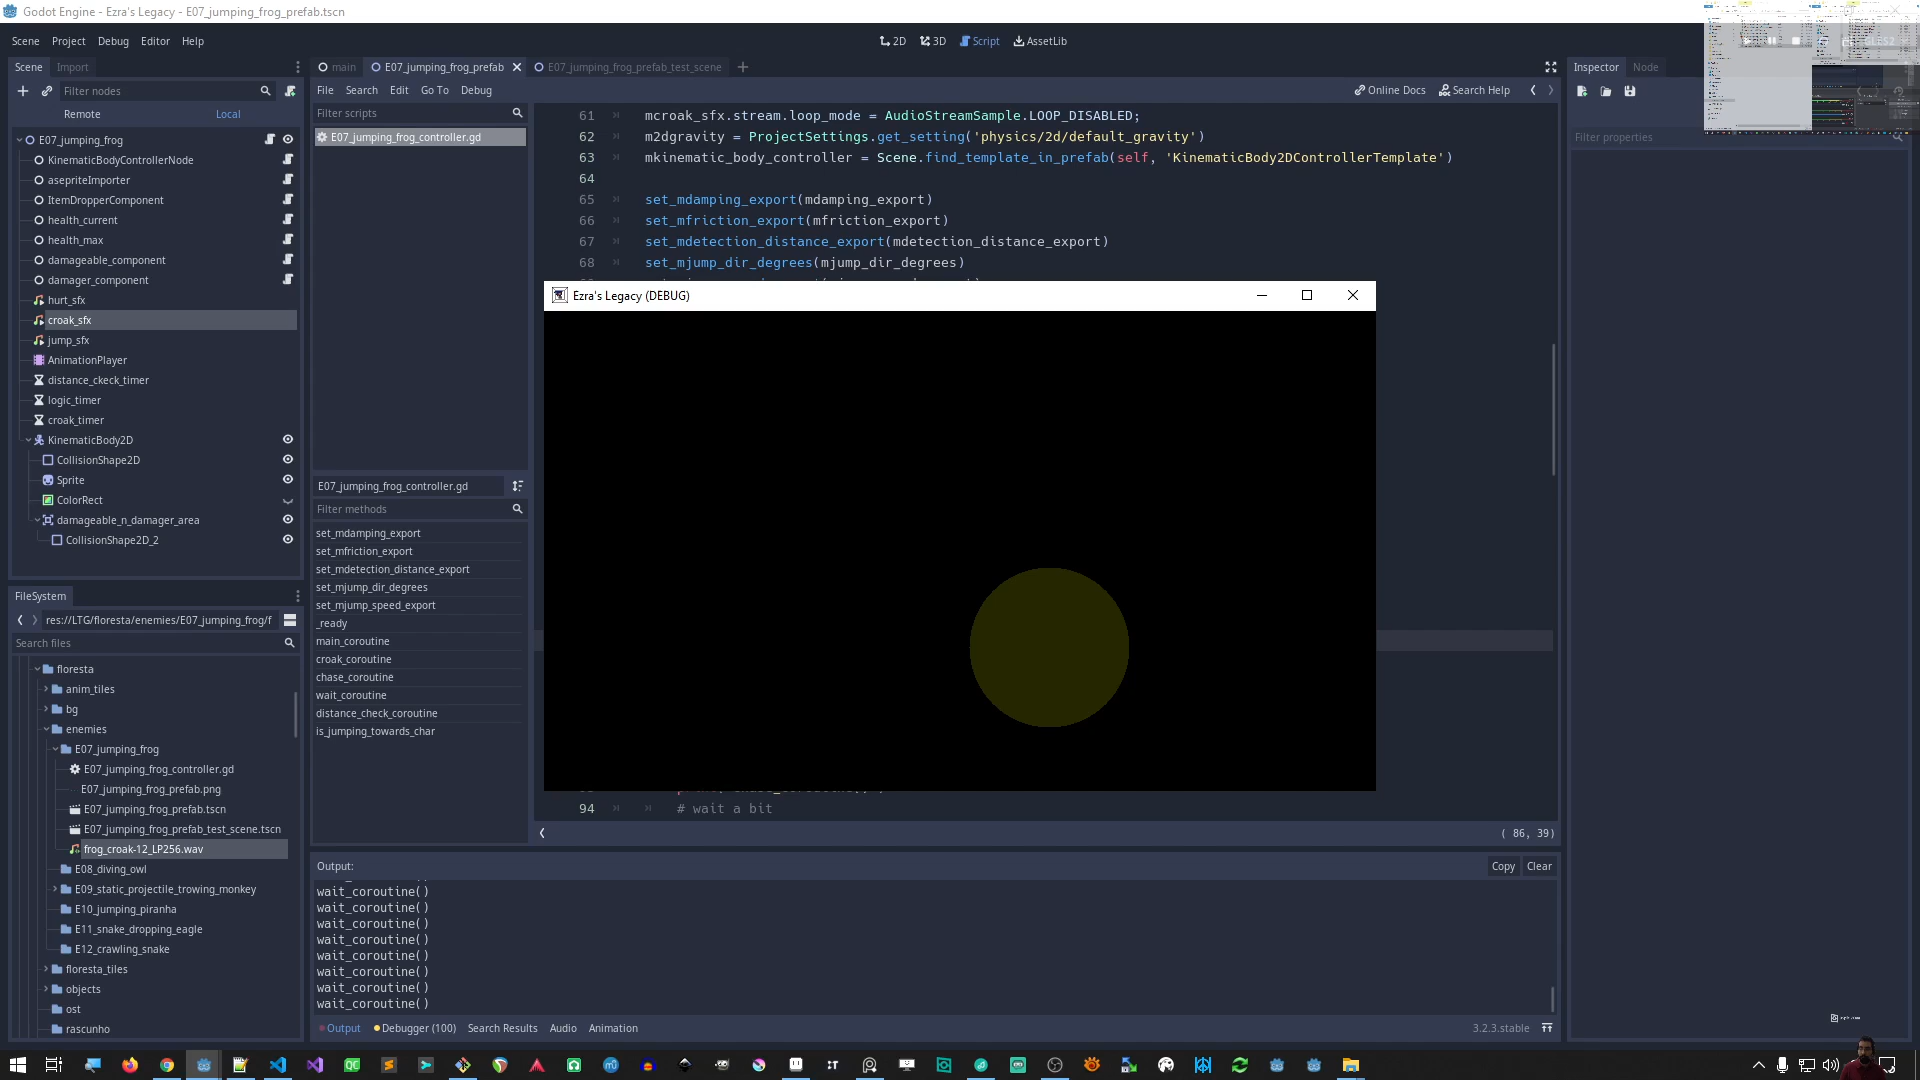 Godot Engine - Ezra's Legacy - E07_jumping_frog_prefab.tscn
Scene Project Debug Editor Help
2D 3D Script AssetLib
Scene Import
main E07_jumping_frog_prefab E07_jumping_frog_prefab_test_scene
Inspector Node
Filter nodes
File Search Edit Go To Debug
Online Docs Search Help
Remote Local
Filter scripts
Filter properties
E07_jumping_frog
KinematicBodyControllerNode
asepriteImporter
ItemDropperComponent
health_current
health_max
damageable_component
damager_component
hurt_sfx
croak_sfx
jump_sfx
AnimationPlayer
distance_ckeck_timer
logic_timer
croak_timer
KinematicBody2D
CollisionShape2D
Sprite
ColorRect
damageable_n_damager_area
CollisionShape2D_2
E07_jumping_frog_controller.gd
61 mcroak_sfx.stream.loop_mode = AudioStreamSample.LOOP_DISABLED;
62 m2dgravity = ProjectSettings.get_setting('physics/2d/default_gravity')
63 mkinematic_body_controller = Scene.find_template_in_prefab(self, 'KinematicBody2DControllerTemplate')
64
65 set_mdamping_export(mdamping_export)
66 set_mfriction_export(mfriction_export)
67 set_mdetection_distance_export(mdetection_distance_export)
68 set_mjump_dir_degrees(mjump_dir_degrees)
Ezra's Legacy (DEBUG)
94 # wait a bit
( 86, 39)
E07_jumping_frog_controller.gd
Filter methods
set_mdamping_export
set_mfriction_export
set_mdetection_distance_export
set_mjump_dir_degrees
set_mjump_speed_export
_ready
main_coroutine
croak_coroutine
chase_coroutine
wait_coroutine
distance_check_coroutine
is_jumping_towards_char
FileSystem
res://LTG/floresta/enemies/E07_jumping_frog/f
Search files
floresta
anim_tiles
bg
enemies
E07_jumping_frog
E07_jumping_frog_controller.gd
E07_jumping_frog_prefab.png
E07_jumping_frog_prefab.tscn
E07_jumping_frog_prefab_test_scene.tscn
frog_croak-12_LP256.wav
E08_diving_owl
E09_static_projectile_trowing_monkey
E10_jumping_piranha
E11_snake_dropping_eagle
E12_crawling_snake
floresta_tiles
objects
ost
rascunho
Output:
Copy Clear
wait_coroutine()
wait_coroutine()
wait_coroutine()
wait_coroutine()
wait_coroutine()
wait_coroutine()
wait_coroutine()
wait_coroutine()
Output Debugger (100) Search Results Audio Animation
3.2.3.stable